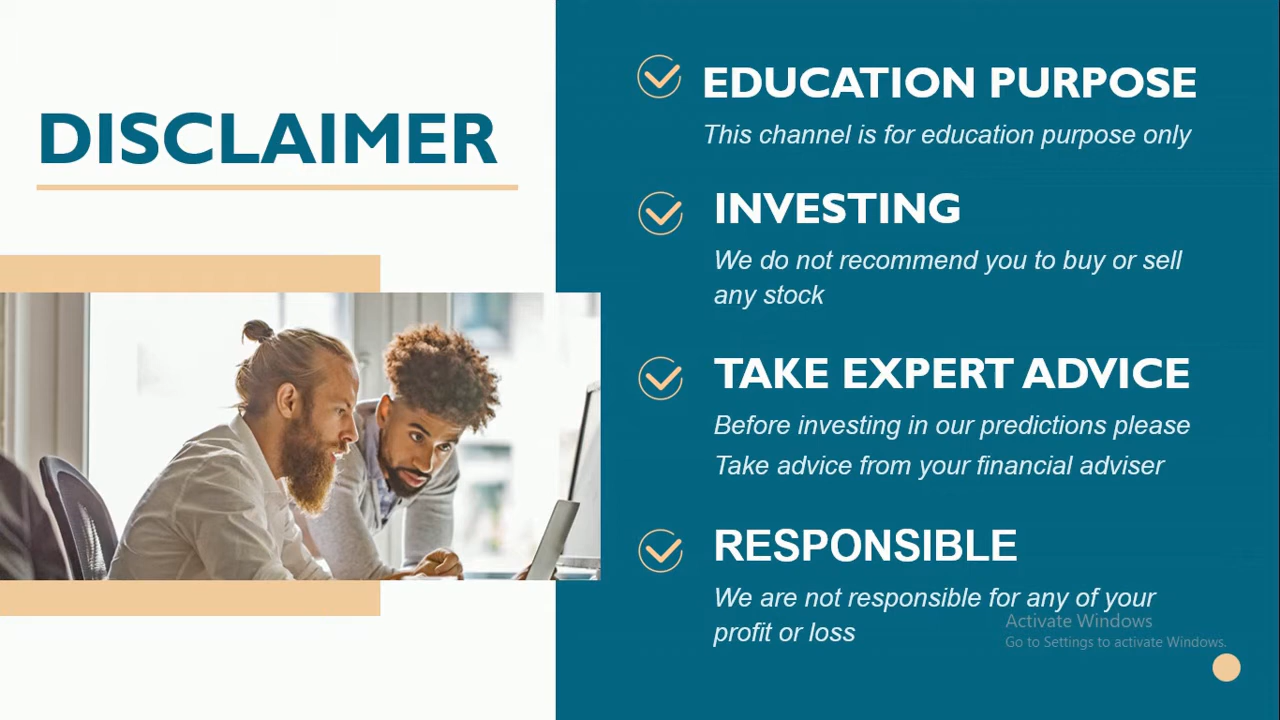 DISCLAIMER
EDUCATION PURPOSE
This channel is for education purpose only
INVESTING
We do not recommend you to buy or sell
any stock
TAKE EXPERT ADVICE
Before investing in our predictions please
Take advice from your financial adviser
RESPONSIBLE
We are not responsible for any of your
profit or loss
Activate Windows
Go to Settings to activate Windows.